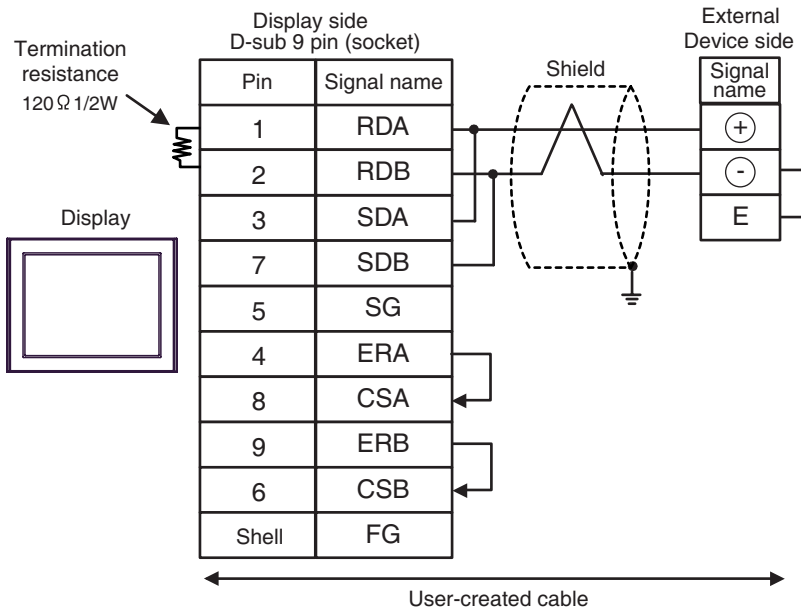 Display side
D-sub 9 pin (socket)
External
Device side
Termination
resistance
120 Ω 1/2W
Shield
Pin Signal name
Signal
name
1 RDA
+
2 RDB
-
3 SDA
E
Display
7 SDB
5 SG
4 ERA
8 CSA
9 ERB
6 CSB
Shell FG
User-created cable